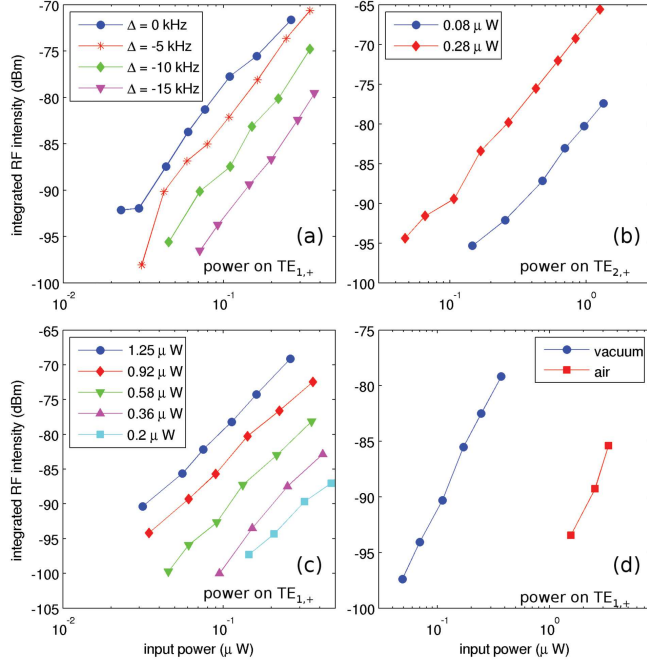 -70
-75
-80
-85
-90
-95
-100
integrated RF intensity (dBm)
Δ = 0 kHz
Δ = -5 kHz
Δ = -10 kHz
Δ = -15 kHz
(a)
power on TE1,+
10-2
10-1
-65
-70
-75
-80
-85
-90
-95
-100
0.08 μ W
0.28 μ W
(b)
power on TE2,+
10-1
100
-65
-70
-75
-80
-85
-90
-95
-100
-105
integrated RF intensity (dBm)
1.25 μ W
0.92 μ W
0.58 μ W
0.36 μ W
0.2 μ W
(c)
power on TE1,+
10-2
10-1
input power (μ W)
-75
-80
-85
-90
-95
-100
vacuum
air
(d)
power on TE1,+
10-1
100
input power (μ W)